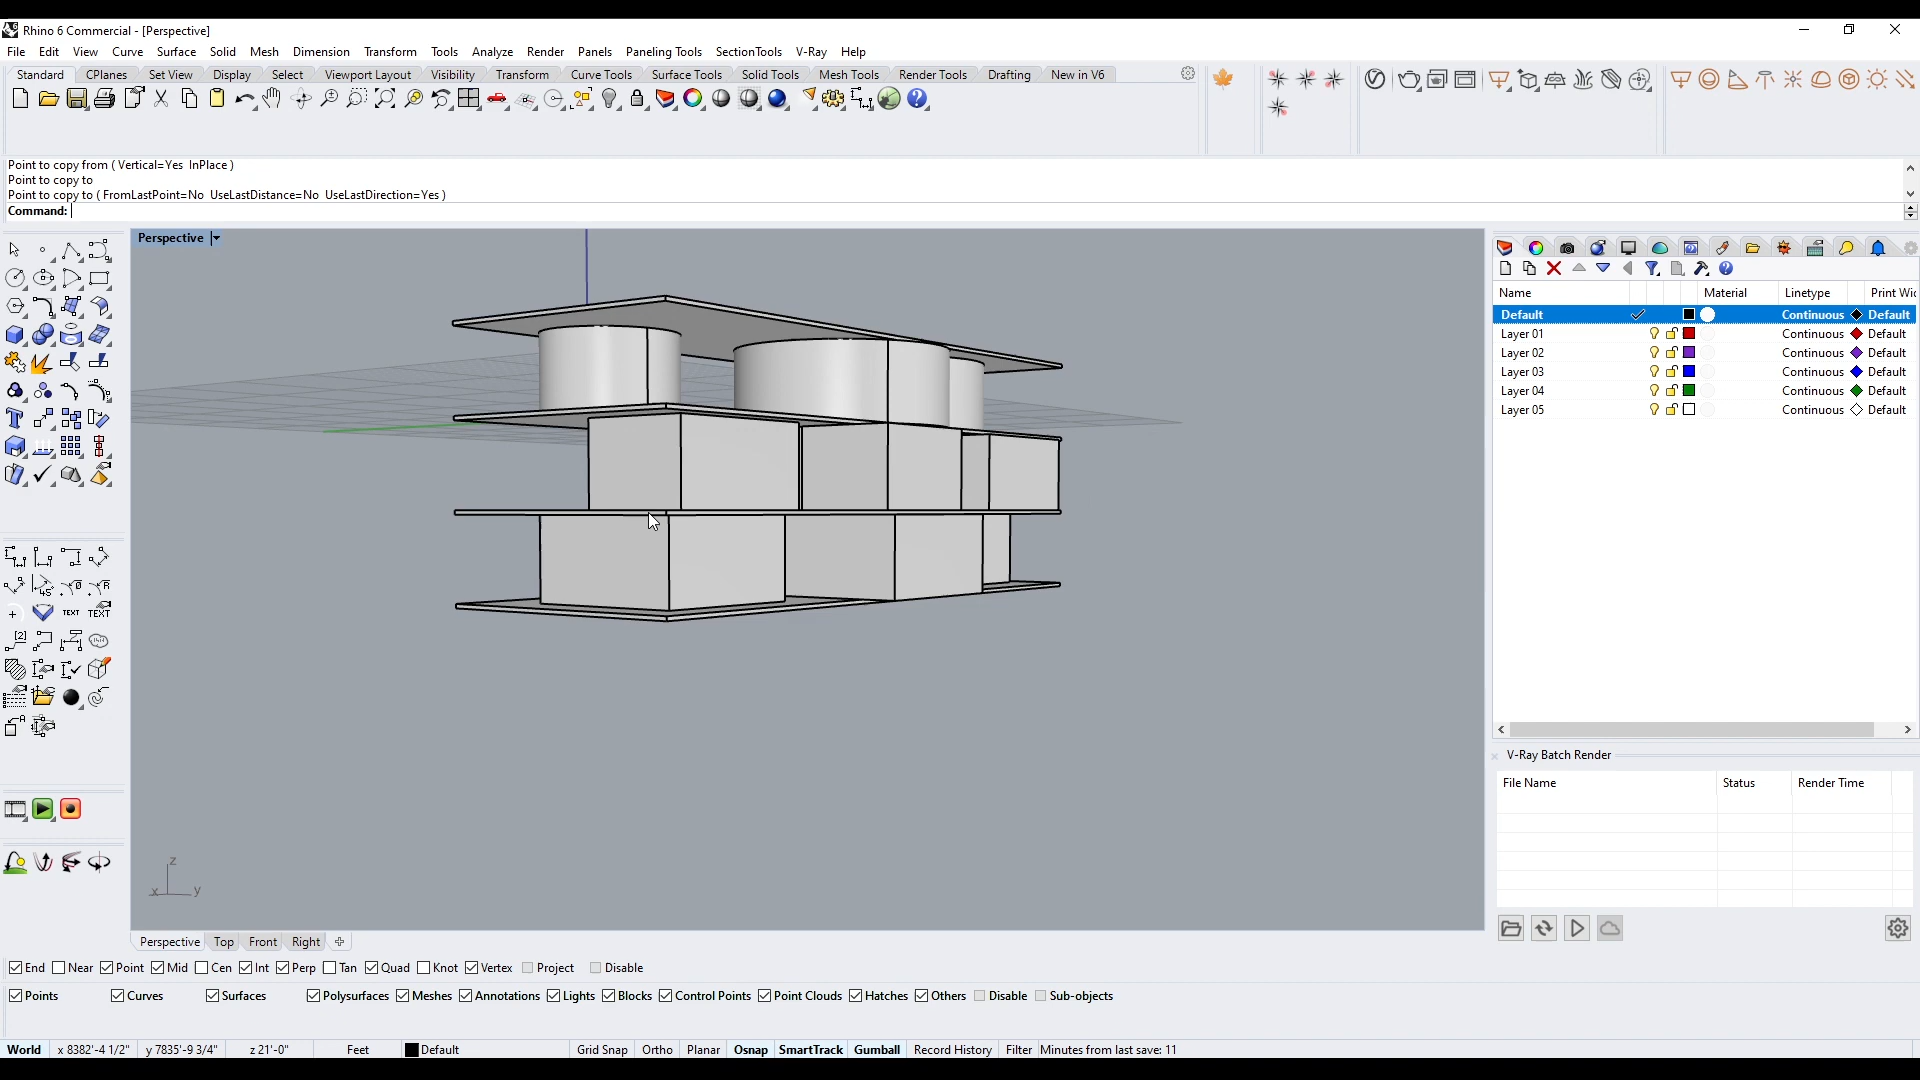 Rhino 6 Commercial - [Perspective]
File Edit View Curve Surface Solid Mesh Dimension Transform Tools Analyze Render Panels Paneling Tools SectionTools V-Ray Help
Standard CPlanes Set View Display Select Viewport Layout Visibility Transform Curve Tools Surface Tools Solid Tools Mesh Tools Render Tools Drafting New in V6
Point to copy from ( Vertical=Yes InPlace )
Point to copy to
Point to copy to ( FromLastPoint=No UseLastDistance=No UseLastDirection=Yes )
Command:
Perspective
Name Material Linetype Print Wi
Default Continuous Default
Layer 01 Continuous Default
Layer 02 Continuous Default
Layer 03 Continuous Default
Layer 04 Continuous Default
Layer 05 Continuous Default
TEXT TEXT
V-Ray Batch Render
File Name Status Render Time
z
x y
Perspective Top Front Right
End Near Point Mid Cen Int Perp Tan Quad Knot Vertex Project Disable
Points Curves Surfaces Polysurfaces Meshes Annotations Lights Blocks Control Points Point Clouds Hatches Others Disable Sub-objects
World x 8382'-4 1/2" y 7835'-9 3/4" z 21'-0" Feet Default Grid Snap Ortho Planar Osnap SmartTrack Gumball Record History Filter Minutes from last save: 11